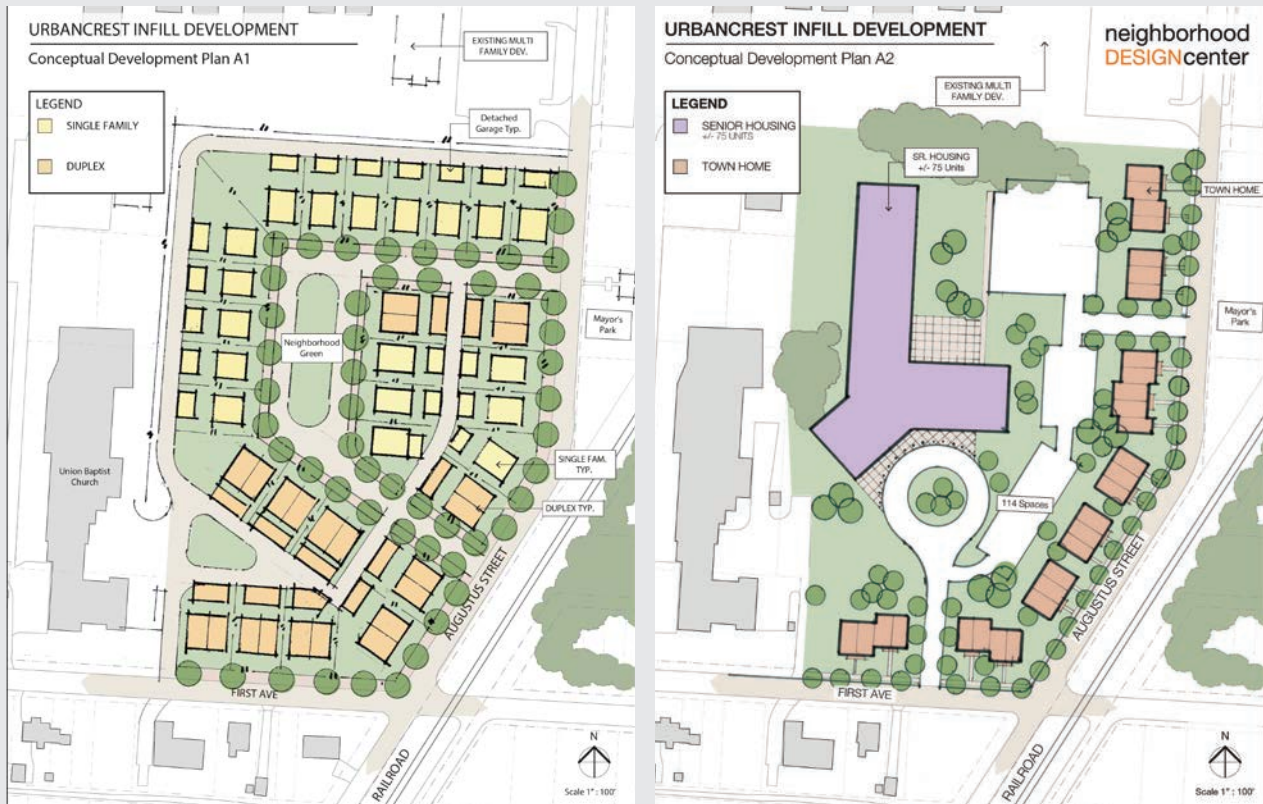 URBANCREST INFILL DEVELOPMENT
Conceptual Development Plan A1
EXISTING MULTI
FAMILY DEV.
LEGEND
SINGLE FAMILY
DUPLEX
Detached
Garage Typ.
Mayor's
Park
Neighborhood
Green
Union Baptist
Church
SINGLE FAM.
TYP.
DUPLEX TYP.
AUGUSTUS STREET
FIRST AVE
RAILROAD
N
Scale 1" : 100'
URBANCREST INFILL DEVELOPMENT
Conceptual Development Plan A2
neighborhood
DESIGNcenter
EXISTING MULTI
FAMILY DEV.
LEGEND
SENIOR HOUSING
+/- 75 UNITS
TOWN HOME
SR. HOUSING
+/- 75 Units
TOWN HOME
Mayor's
Park
114 Spaces
AUGUSTUS STREET
FIRST AVE
RAILROAD
N
Scale 1" : 100'